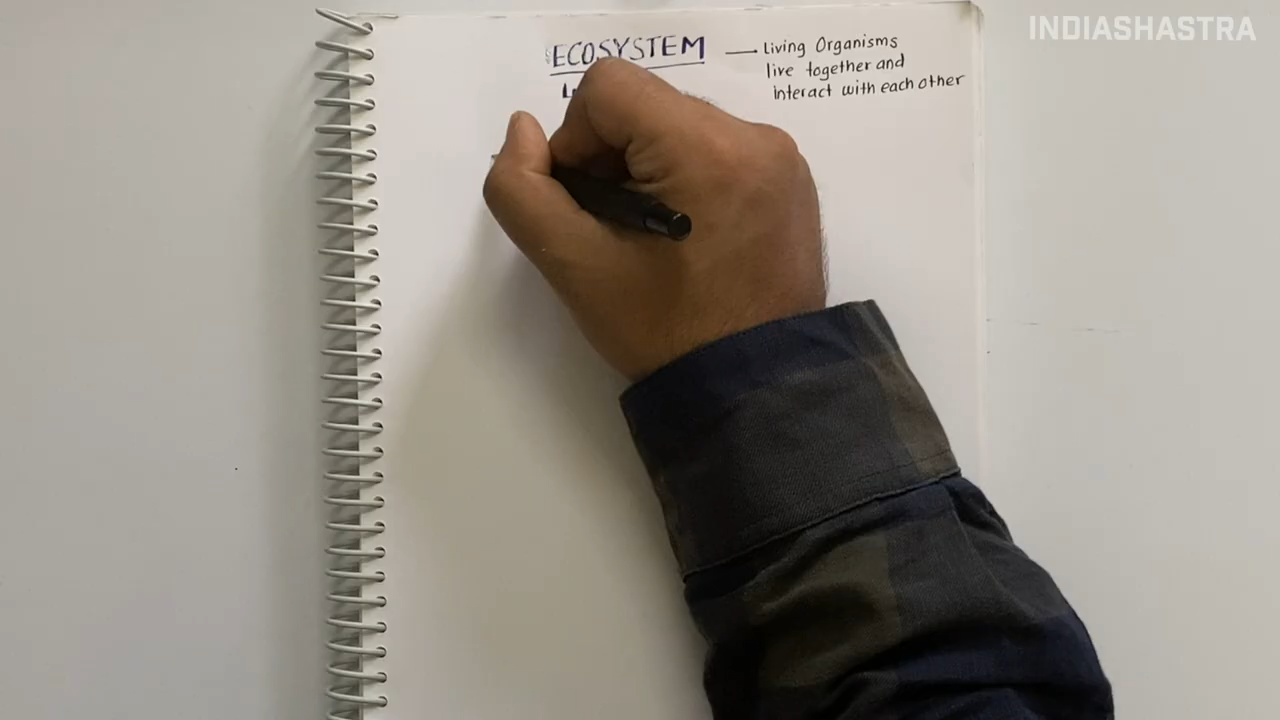 INDIASHASTRA
ECOSYSTEM — Living Organisms
live together and
interact with each other